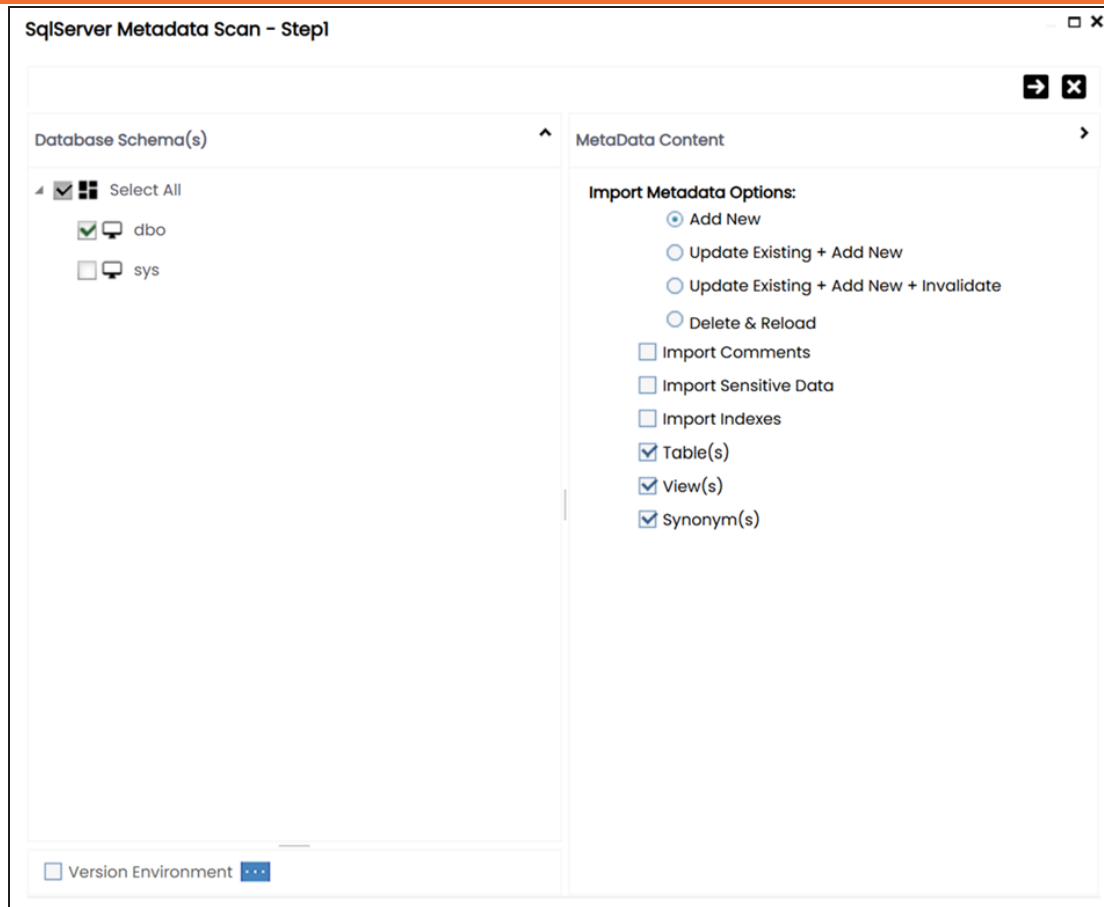 SqlServer Metadata Scan - Step1
Database Schema(s)
Select All
dbo
sys
Version Environment
MetaData Content
Import Metadata Options:
Add New
Update Existing + Add New
Update Existing + Add New + Invalidate
Delete & Reload
Import Comments
Import Sensitive Data
Import Indexes
Table(s)
View(s)
Synonym(s)